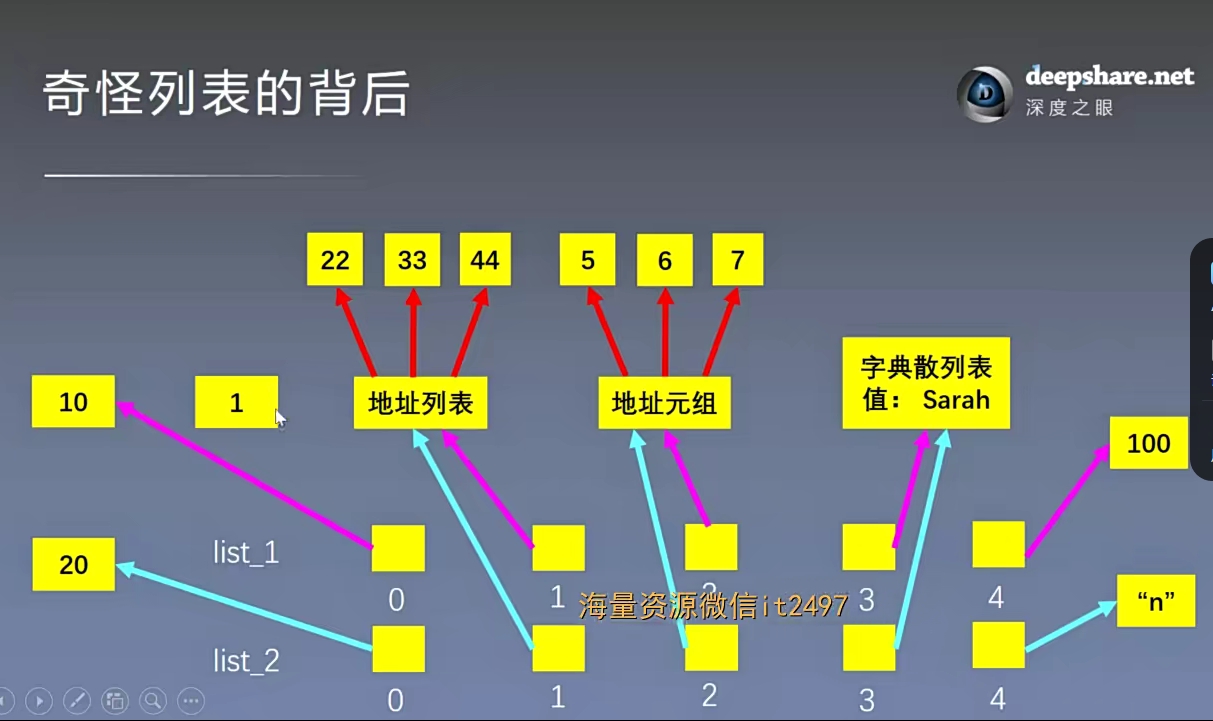 奇怪列表的背后
deepshare.net
深度之眼
22 33 44 5 6 7
10 1 地址列表 地址元组 字典散列表
值： Sarah
100
20 list_1
0 1 2 3 4
海量资源微信it2497
“n”
list_2
0 1 2 3 4